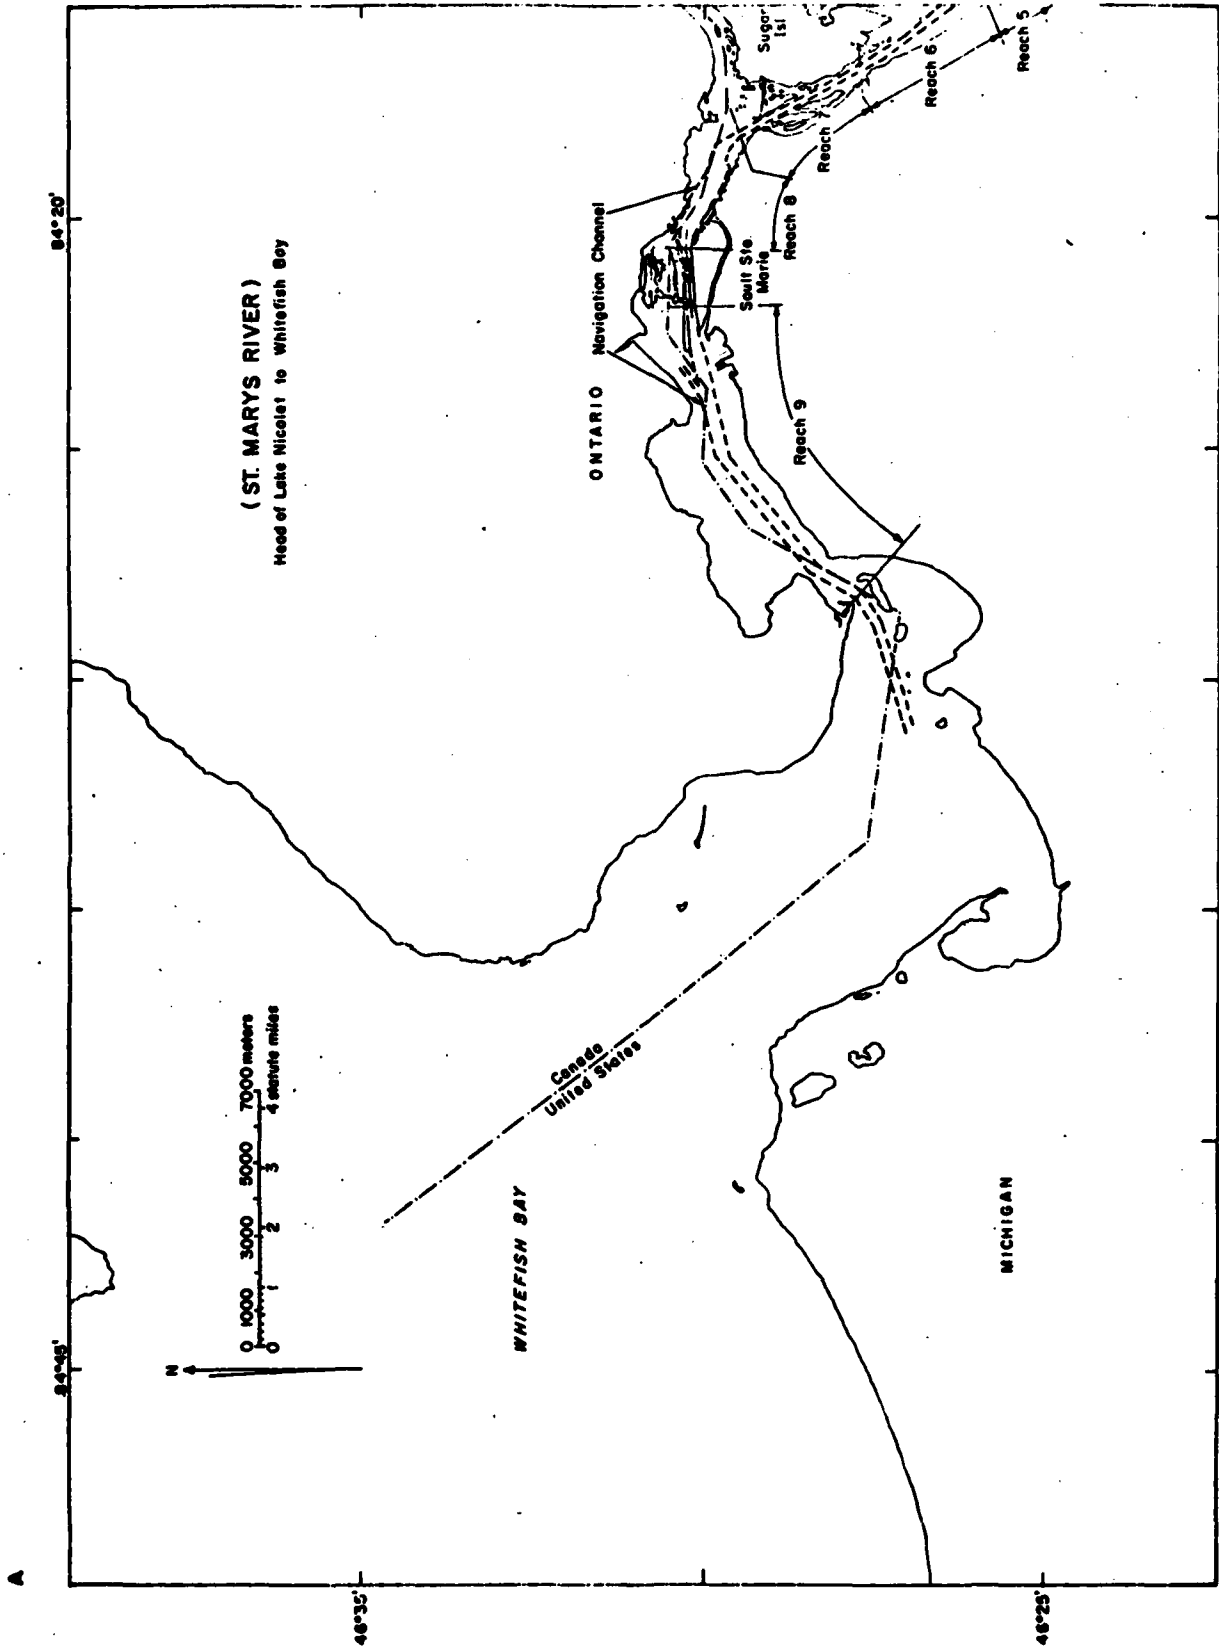 A
84°45'
84°20'
46°35'
46°25'
(ST. MARYS RIVER)
Head of Lake Nicolet to Whitefish Bay
N
0 1000 3000 5000 7000 meters
0 1 2 3 4 statute miles
WHITEFISH BAY
Canada
United States
MICHIGAN
ONTARIO
Navigation Channel
Sault Ste.
Marie
Sugar
Isl
Reach 9
Reach 8
Reach 7
Reach 6
Reach 5